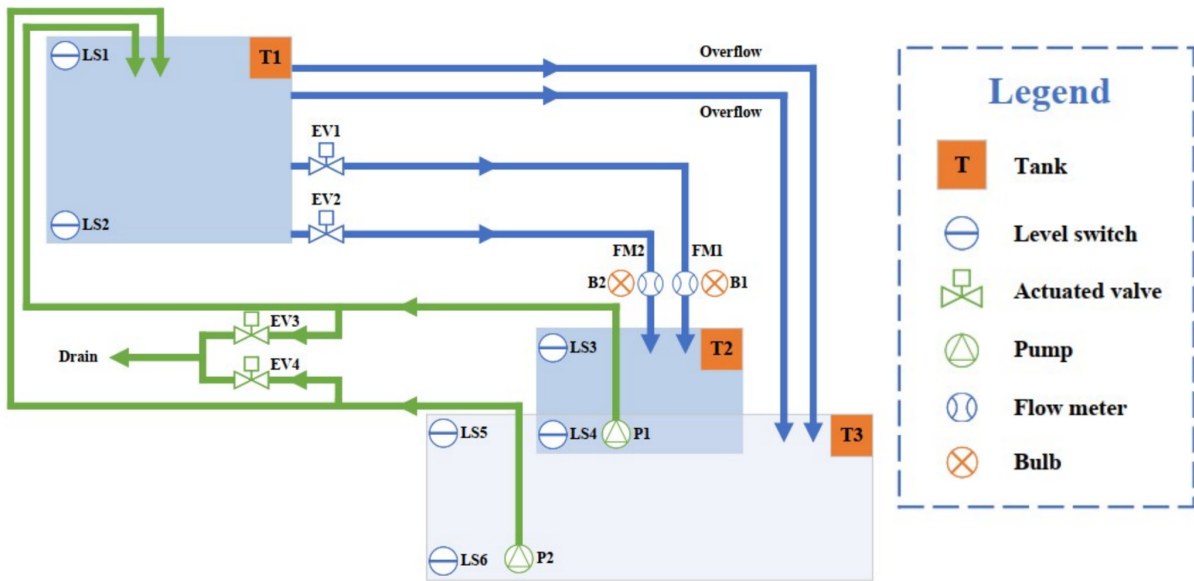 LS1
T1
Overflow
Overflow
EV1
LS2
EV2
FM2
FM1
B2
B1
EV3
Drain
EV4
LS3
T2
LS4
P1
LS5
T3
LS6
P2
Legend
T
Tank
Level switch
Actuated valve
Pump
Flow meter
Bulb